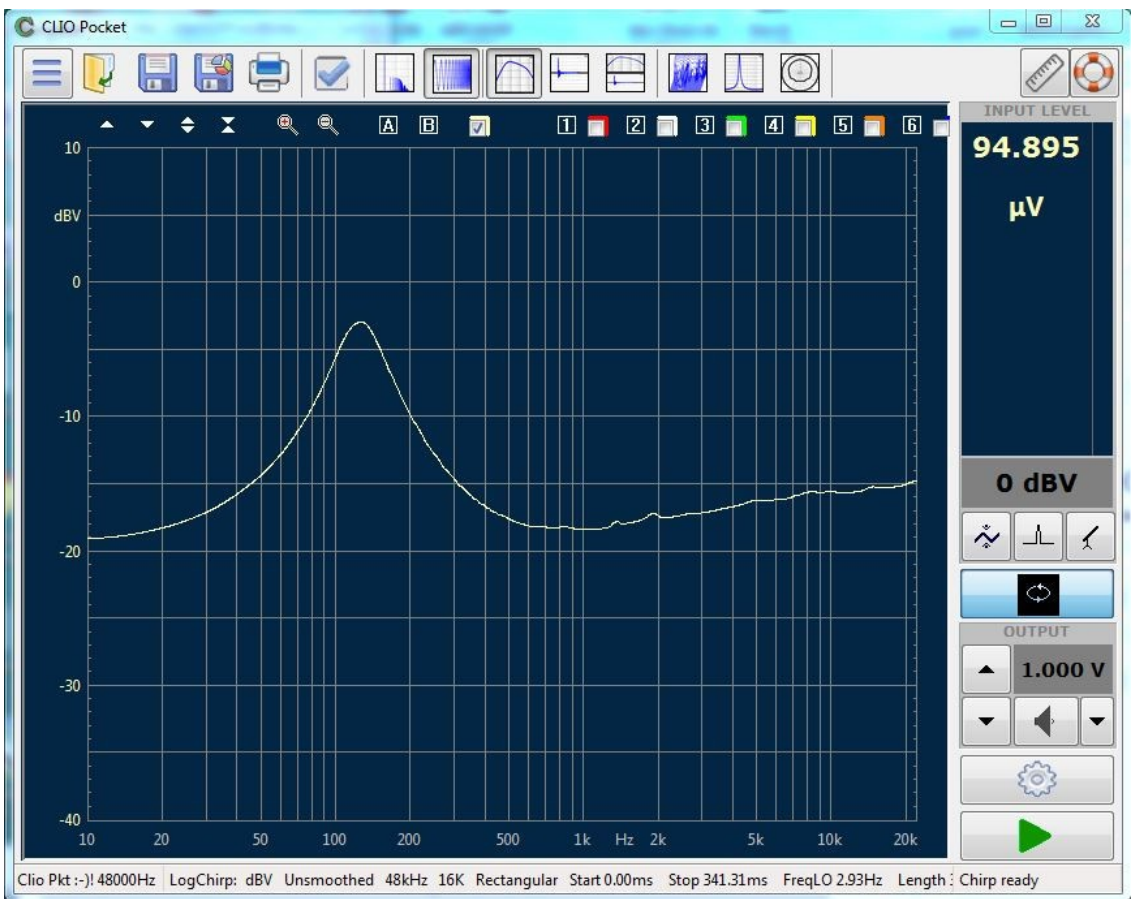 CLIO Pocket
INPUT LEVEL
94.895
µV
A B 1 2 3 4 5 6
10
dBV
0
-10
-20
-30
-40
10 20 50 100 200 500 1k Hz 2k 5k 10k 20k
0 dBV
OUTPUT
1.000 V
Clio Pkt :-)! 48000Hz LogChirp: dBV Unsmoothed 48kHz 16K Rectangular Start 0.00ms Stop 341.31ms FreqLO 2.93Hz Length Chirp ready